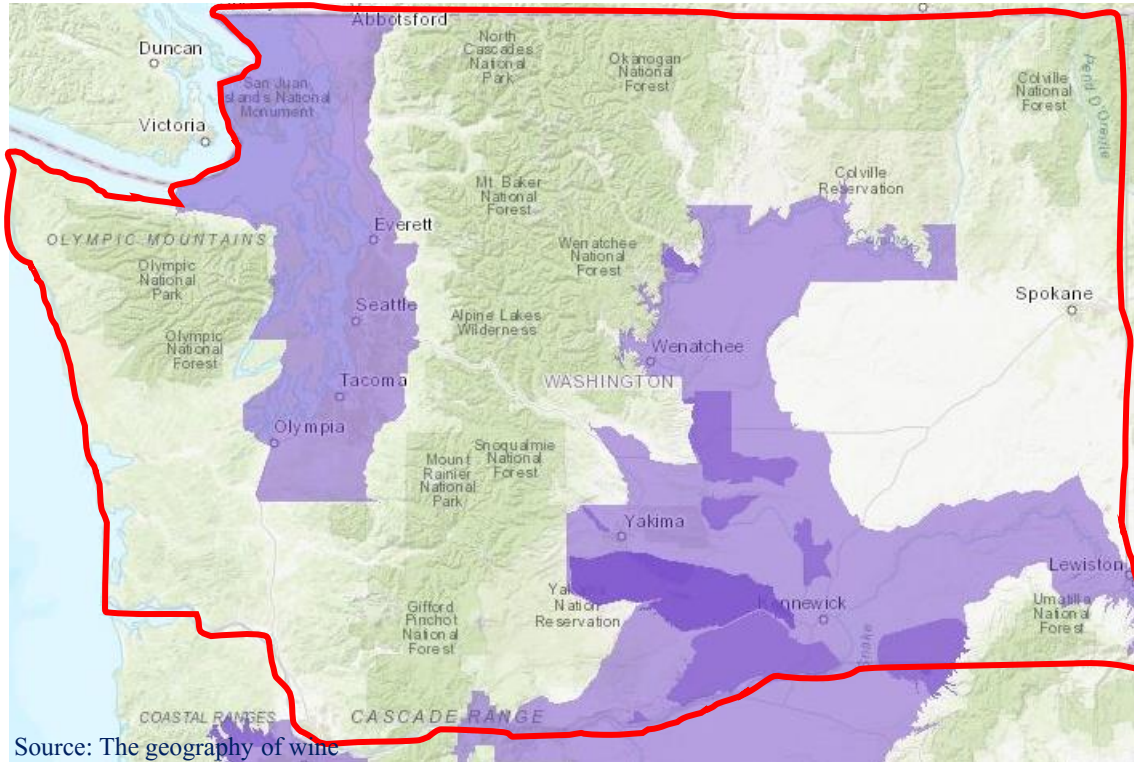 Abbotsford
Duncan
North
Cascades
National
Park
Okanogan
National
Forest
Colville
National
Forest
Pend O'Oreille
San Juan
Islands National
Monument
Victoria
Mt. Baker
National
Forest
Colville
Reservation
Everett
OLYMPIC MOUNTAINS
Olympic
National
Park
Wenatchee
National
Forest
Seattle
Alpine Lakes
Wilderness
Spokane
Olympic
National
Forest
Wenatchee
Tacoma
WASHINGTON
Olympia
Snoqualmie
National
Forest
Mount
Rainier
National
Park
Yakima
Lewiston
Nation
Reservation
Kennewick
Umatilla
National
Forest
Gifford
Pinchot
National
Forest
Snake
COASTAL RANGES
CASCADE RANGE
Source: The geography of wine